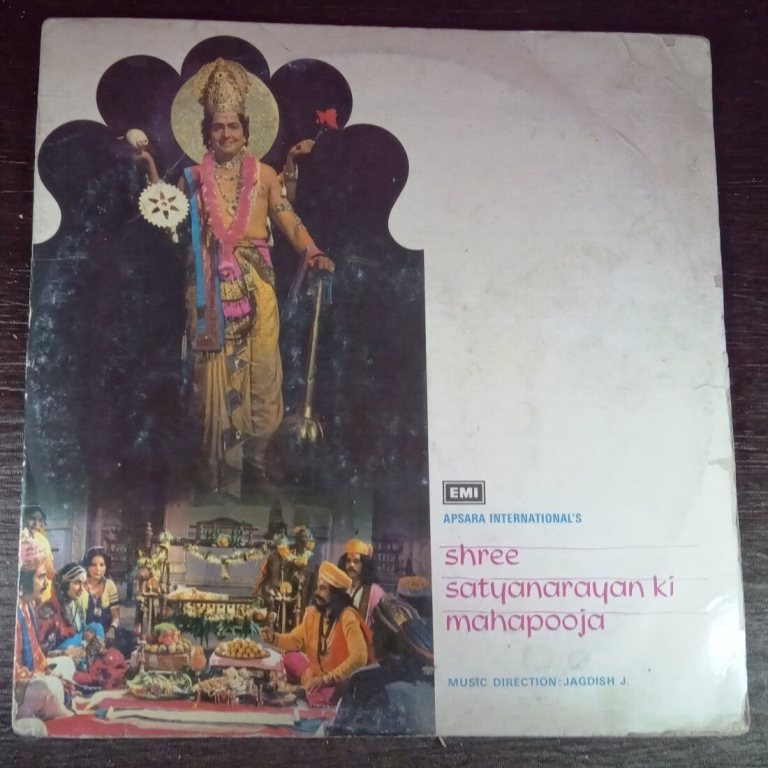 EMI
APSARA INTERNATIONAL'S
shree
satyanarayan ki
mahapooja
MUSIC DIRECTION: JAGDISH J.